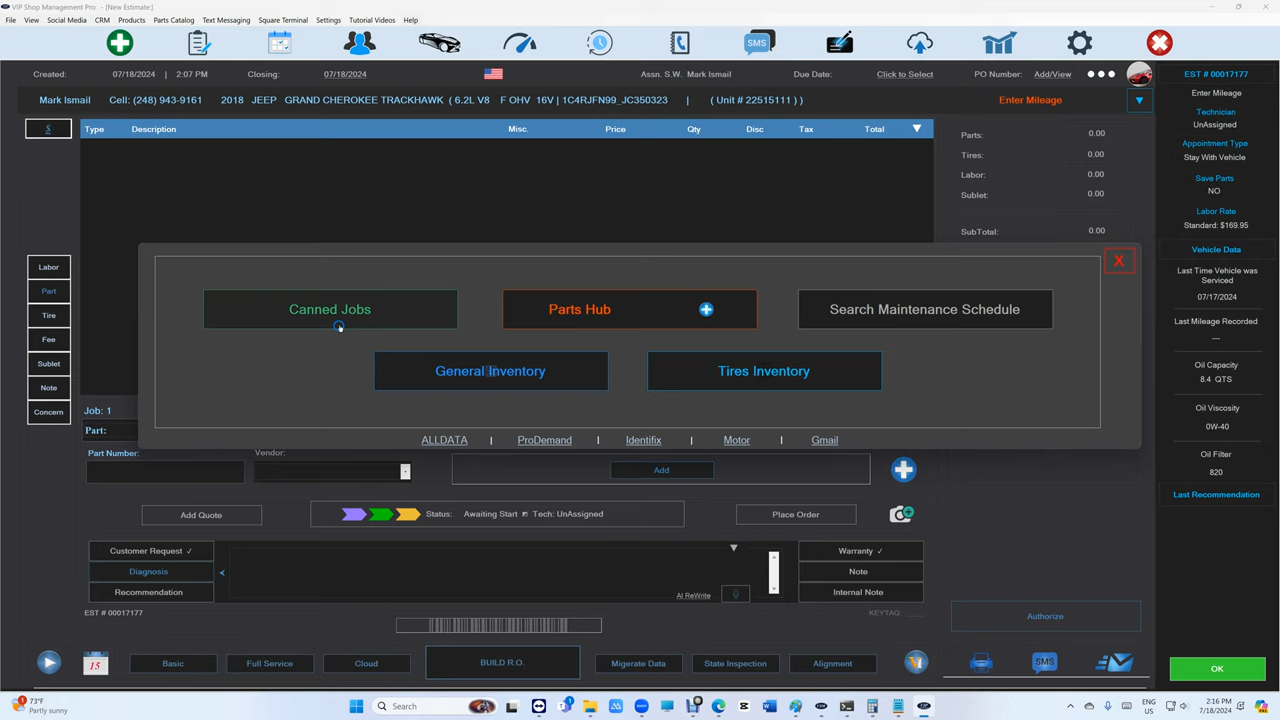 VIP Shop Management Pro: - [New Estimate:]
File View Social Media CRM Products Parts Catalog Text Messaging Square Terminal Settings Tutorial Videos Help
SMS
Created: 07/18/2024 | 2:07 PM Closing: 07/18/2024 Assn. S.W. Mark Ismail Due Date: Click to Select PO Number: Add/View
EST # 00017177
Mark Ismail Cell: (248) 943-9161 2018 JEEP GRAND CHEROKEE TRACKHAWK ( 6.2L V8 F OHV 16V | 1C4RJFN99_JC350323 | ( Unit # 22515111 ) ) Enter Mileage
Enter Mileage
S Type Description Misc. Price Qty Disc Tax Total
Technician
UnAssigned
Appointment Type
Stay With Vehicle
Save Parts
NO
Labor Rate
Standard: $169.95
Parts: 0.00
Tires: 0.00
Labor: 0.00
Sublet: 0.00
SubTotal: 0.00
Vehicle Data
Last Time Vehicle was
Serviced
07/17/2024
Last Mileage Recorded
---
Oil Capacity
8.4 QTS
Oil Viscosity
0W-40
Oil Filter
820
Last Recommendation
Labor
Part
Tire
Fee
Sublet
Note
Concern
X
Canned Jobs Parts Hub Search Maintenance Schedule
General Inventory Tires Inventory
ALLDATA | ProDemand | Identifix | Motor | Gmail
Job: 1
Part:
Part Number: Vendor:
Add
Add Quote Status: Awaiting Start Tech: UnAssigned Place Order
Customer Request ✓ Warranty ✓
Diagnosis < Note
Recommendation AI ReWrite Internal Note
EST # 00017177 KEYTAG:
Authorize
15 Basic Full Service Cloud BUILD R.O. Migerate Data State Inspection Alignment SMS OK
1 73°F
Partly sunny
Search
ENG
US
2:16 PM
7/18/2024